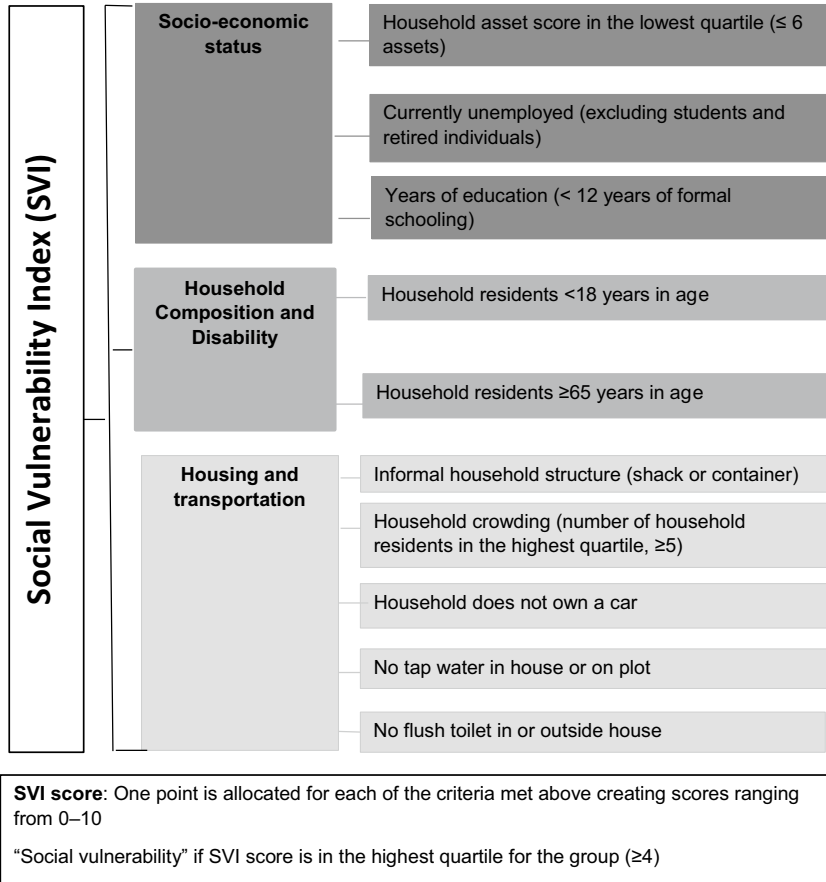 Social Vulnerability Index (SVI)
Socio-economic
status
Household asset score in the lowest quartile (≤ 6
assets)
Currently unemployed (excluding students and
retired individuals)
Years of education (< 12 years of formal
schooling)
Household
Composition and
Disability
Household residents <18 years in age
Household residents ≥65 years in age
Housing and
transportation
Informal household structure (shack or container)
Household crowding (number of household
residents in the highest quartile, ≥5)
Household does not own a car
No tap water in house or on plot
No flush toilet in or outside house
SVI score: One point is allocated for each of the criteria met above creating scores ranging
from 0–10
“Social vulnerability” if SVI score is in the highest quartile for the group (≥4)